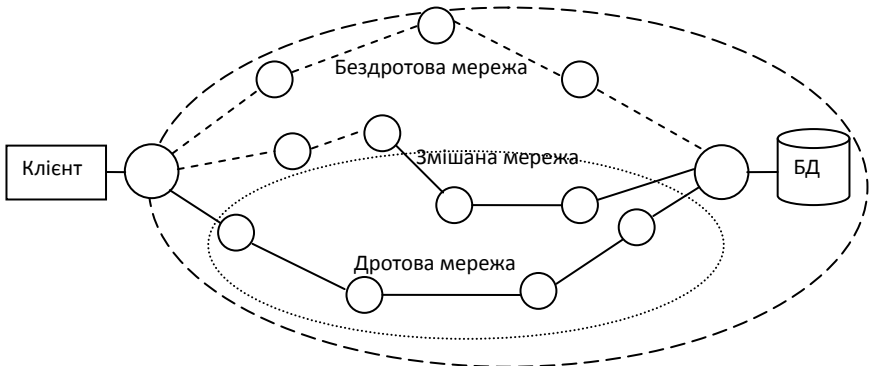 Бездротова мережа
Змішана мережа
Клієнт
БД
Дротова мережа